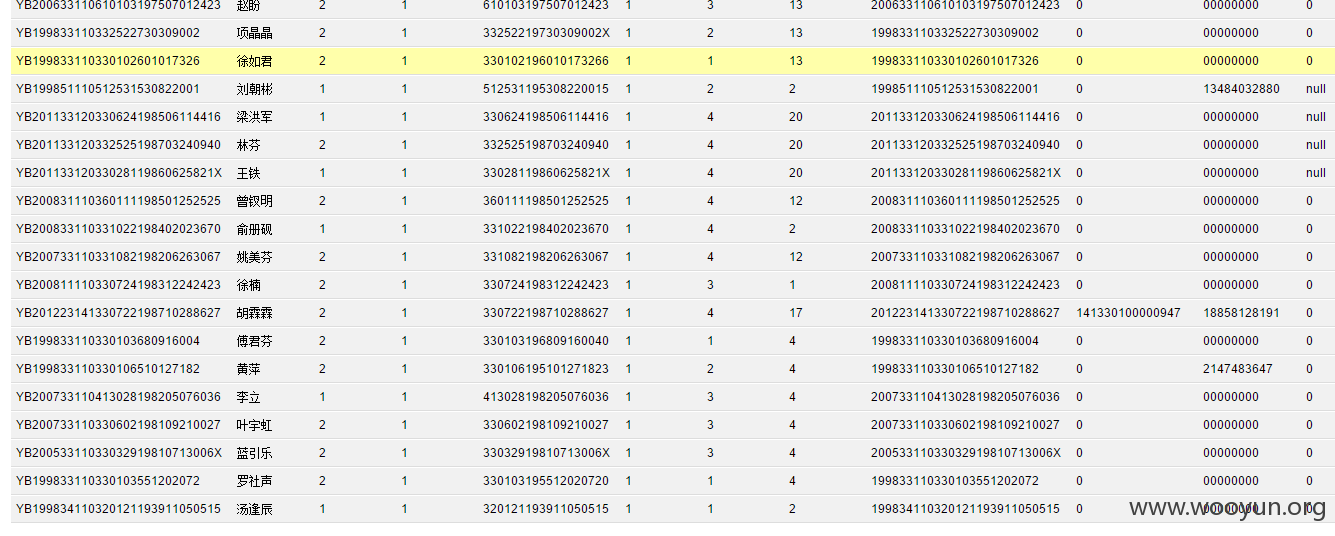 YB200633110610103197507012423 赵盼 2 1 610103197507012423 1 3 13 200633110610103197507012423 0 00000000 0
YB199833110332522730309002 项晶晶 2 1 33252219730309002X 1 2 13 199833110332522730309002 0 00000000 0
YB199833110330102601017326 徐如君 2 1 330102196010173266 1 1 13 199833110330102601017326 0 00000000 0
YB199851110512531530822001 刘朝彬 1 1 512531195308220015 1 2 2 199851110512531530822001 0 13484032880 null
YB201133120330624198506114416 梁洪军 1 1 330624198506114416 1 4 20 201133120330624198506114416 0 00000000 null
YB201133120332525198703240940 林芬 2 1 332525198703240940 1 4 20 201133120332525198703240940 0 00000000 null
YB20113312033028119860625821X 王铁 1 1 33028119860625821X 1 4 20 20113312033028119860625821X 0 00000000 null
YB200831110360111198501252525 曾钗明 2 1 360111198501252525 1 4 12 200831110360111198501252525 0 00000000 0
YB200833110331022198402023670 俞册砚 1 1 331022198402023670 1 4 2 200833110331022198402023670 0 00000000 0
YB200733110331082198206263067 姚美芬 2 1 331082198206263067 1 4 12 200733110331082198206263067 0 00000000 0
YB200811110330724198312242423 徐楠 2 1 330724198312242423 1 3 1 200811110330724198312242423 0 00000000 0
YB201223141330722198710288627 胡霖霖 2 1 330722198710288627 1 4 17 201223141330722198710288627 141330100000947 18858128191 0
YB199833110330103680916004 傅君芬 2 1 330103196809160040 1 1 4 199833110330103680916004 0 00000000 0
YB199833110330106510127182 黄萍 2 1 330106195101271823 1 2 4 199833110330106510127182 0 2147483647 0
YB200733110413028198205076036 李立 1 1 413028198205076036 1 3 4 200733110413028198205076036 0 00000000 0
YB200733110330602198109210027 叶宇虹 2 1 330602198109210027 1 3 4 200733110330602198109210027 0 00000000 0
YB20053311033032919810713006X 蓝引乐 2 1 33032919810713006X 1 3 4 20053311033032919810713006X 0 00000000 0
YB199833110330103551202072 罗社声 2 1 330103195512020720 1 1 4 199833110330103551202072 0 00000000 0
YB199834110320121193911050515 汤逢辰 1 1 320121193911050515 1 1 2 199834110320121193911050515 0 00000000 0
www.wooyun.org